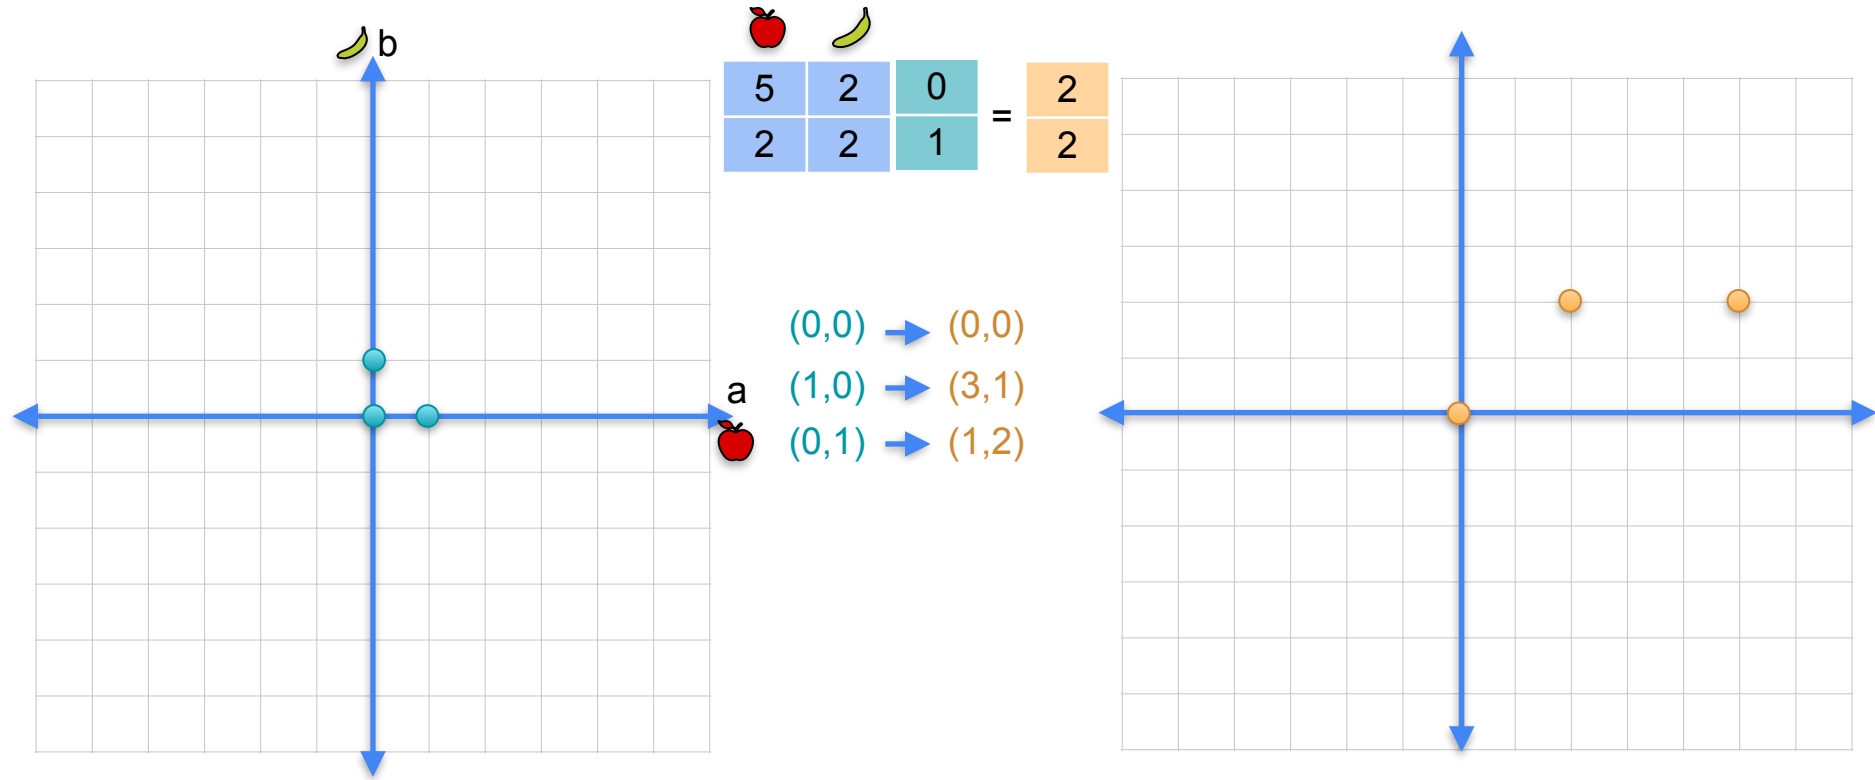 b
5 2 0 = 2
2 2 1 2
(0,0) (0,0)
(1,0) (3,1)
a
(0,1) (1,2)